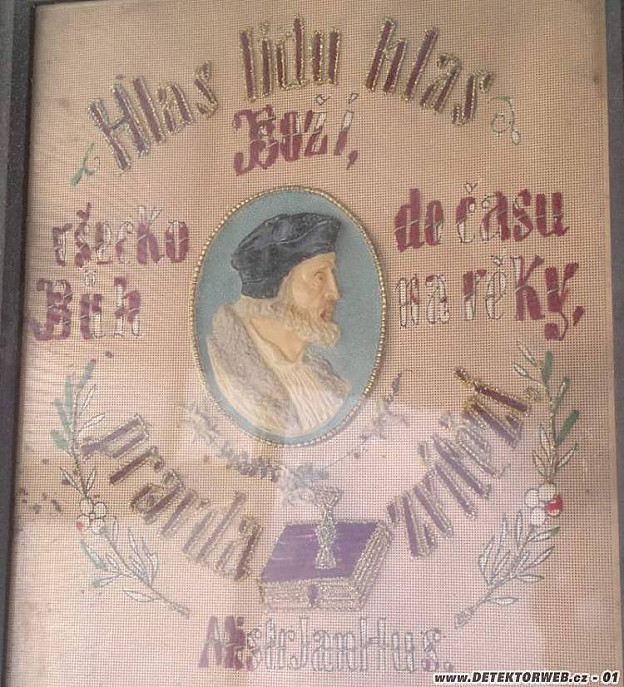 Hlas lidu hlas
Boží,
všecko do času
Bůh na věky,
pravda zvítězí.
Mistr Jan Hus.
www.DETEKTORWEB.cz - 01